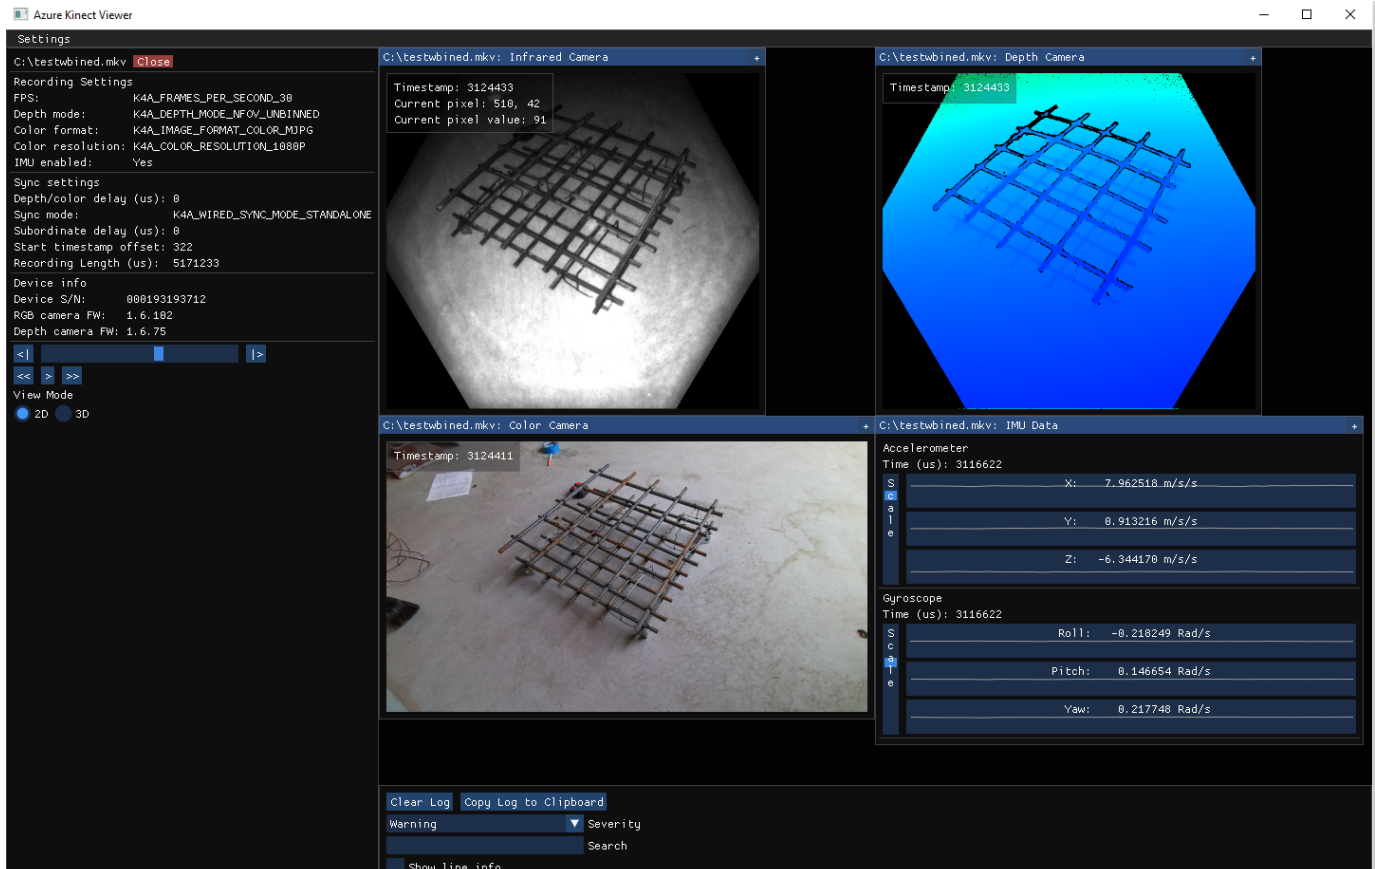 Azure Kinect Viewer
Settings
C:\testwbined.mkv Close
Recording Settings
FPS: K4A_FRAMES_PER_SECOND_30
Depth mode: K4A_DEPTH_MODE_NFOV_UNBINNED
Color format: K4A_IMAGE_FORMAT_COLOR_MJPG
Color resolution: K4A_COLOR_RESOLUTION_1080P
IMU enabled: Yes
Sync settings
Depth/color delay (us): 0
Sync mode: K4A_WIRED_SYNC_MODE_STANDALONE
Subordinate delay (us): 0
Start timestamp offset: 322
Recording Length (us): 5171233
Device info
Device S/N: 000193193712
RGB camera FW: 1.6.102
Depth camera FW: 1.6.75
<| |>
<< > >>
View Mode
2D 3D
C:\testwbined.mkv: Infrared Camera +
Timestamp: 3124433
Current pixel: 510, 42
Current pixel value: 91
C:\testwbined.mkv: Depth Camera +
Timestamp: 3124433
C:\testwbined.mkv: Color Camera +
Timestamp: 3124411
C:\testwbined.mkv: IMU Data +
Accelerometer
Time (us): 3116622
Scale
X: 7.962518 m/s/s
Y: 0.913216 m/s/s
Z: -6.344170 m/s/s
Gyroscope
Time (us): 3116622
Scale
Roll: -0.218249 Rad/s
Pitch: 0.146654 Rad/s
Yaw: 0.217748 Rad/s
Clear Log Copy Log to Clipboard
Warning Severity
Search
Show line info